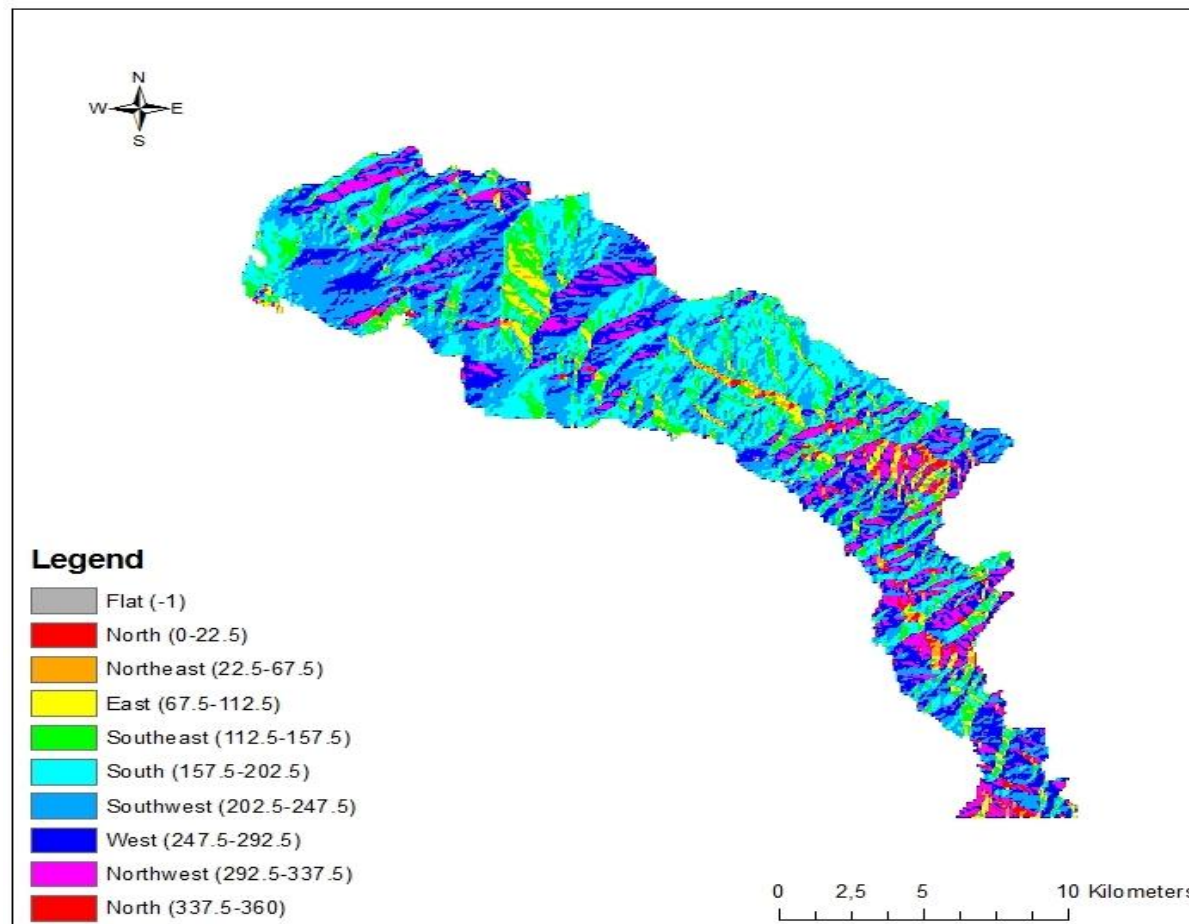 N
W E
S
Legend
Flat (-1)
North (0-22.5)
Northeast (22.5-67.5)
East (67.5-112.5)
Southeast (112.5-157.5)
South (157.5-202.5)
Southwest (202.5-247.5)
West (247.5-292.5)
Northwest (292.5-337.5)
North (337.5-360)
0 2,5 5 10 Kilometers